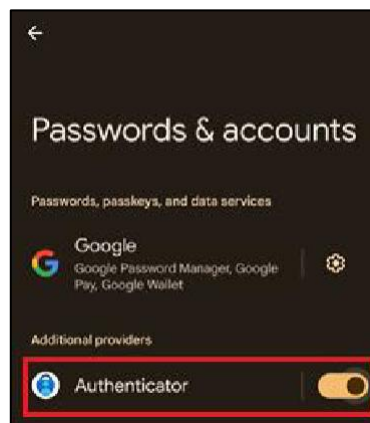 Passwords & accounts
Passwords, passkeys, and data services
Google
Google Password Manager, Google
Pay, Google Wallet
Additional providers
Authenticator